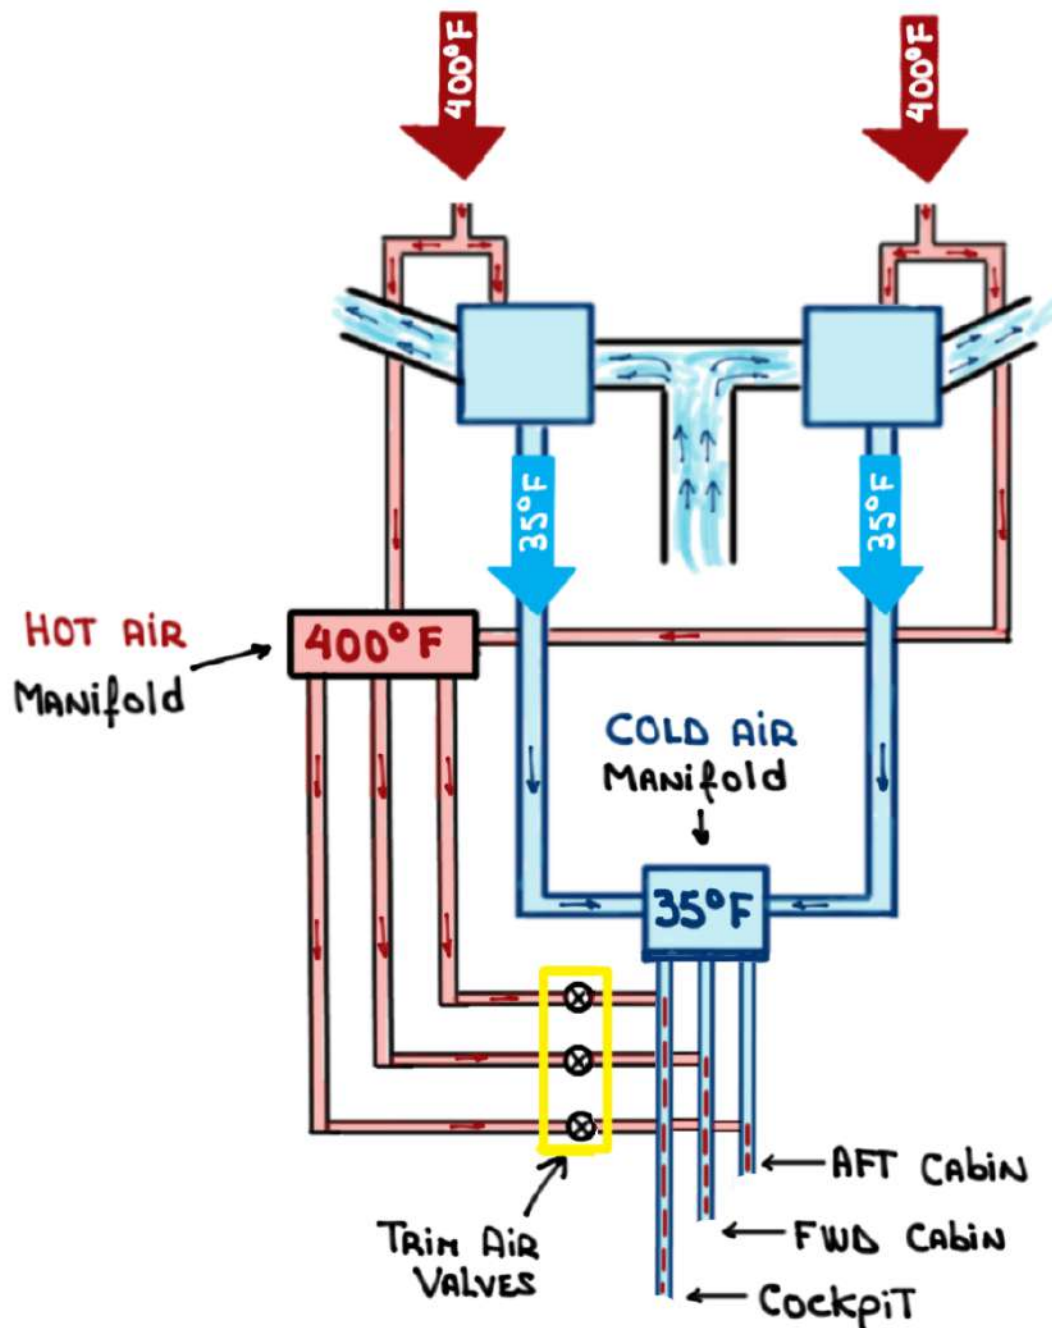 400°F
400°F
35°F
35°F
HOT AiR
MANifold
400°F
COLD AiR
MANifold
35°F
TRiM AiR
VALVES
AFT CabiN
FWD CabiN
CockpiT